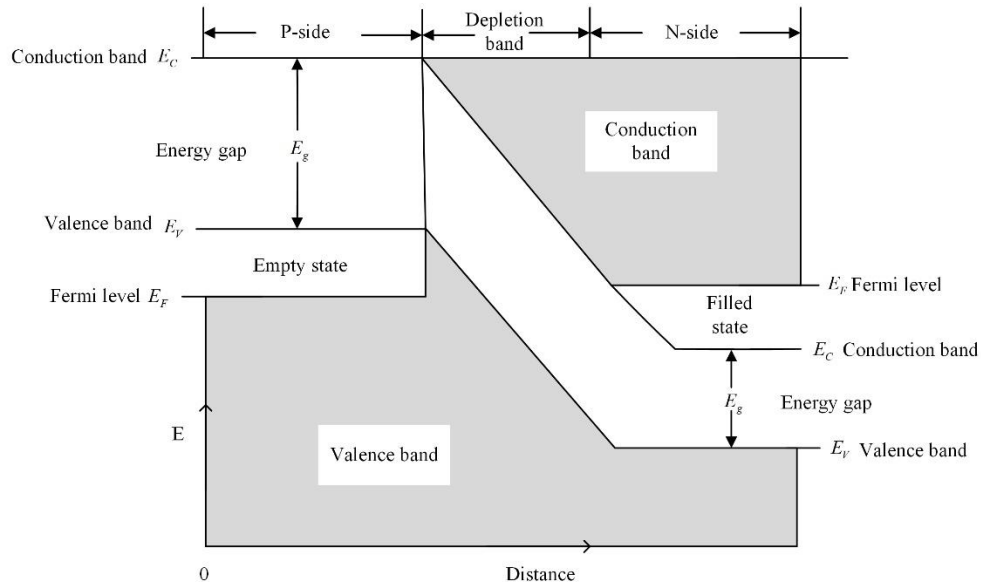 P-side
Depletion
band
N-side
Conduction band E_C
Conduction
band
Energy gap
E_g
Valence band E_V
Empty state
Fermi level E_F
E_F Fermi level
Filled
state
E_C Conduction band
E_g
Energy gap
E
Valence band
E_V Valence band
0
Distance